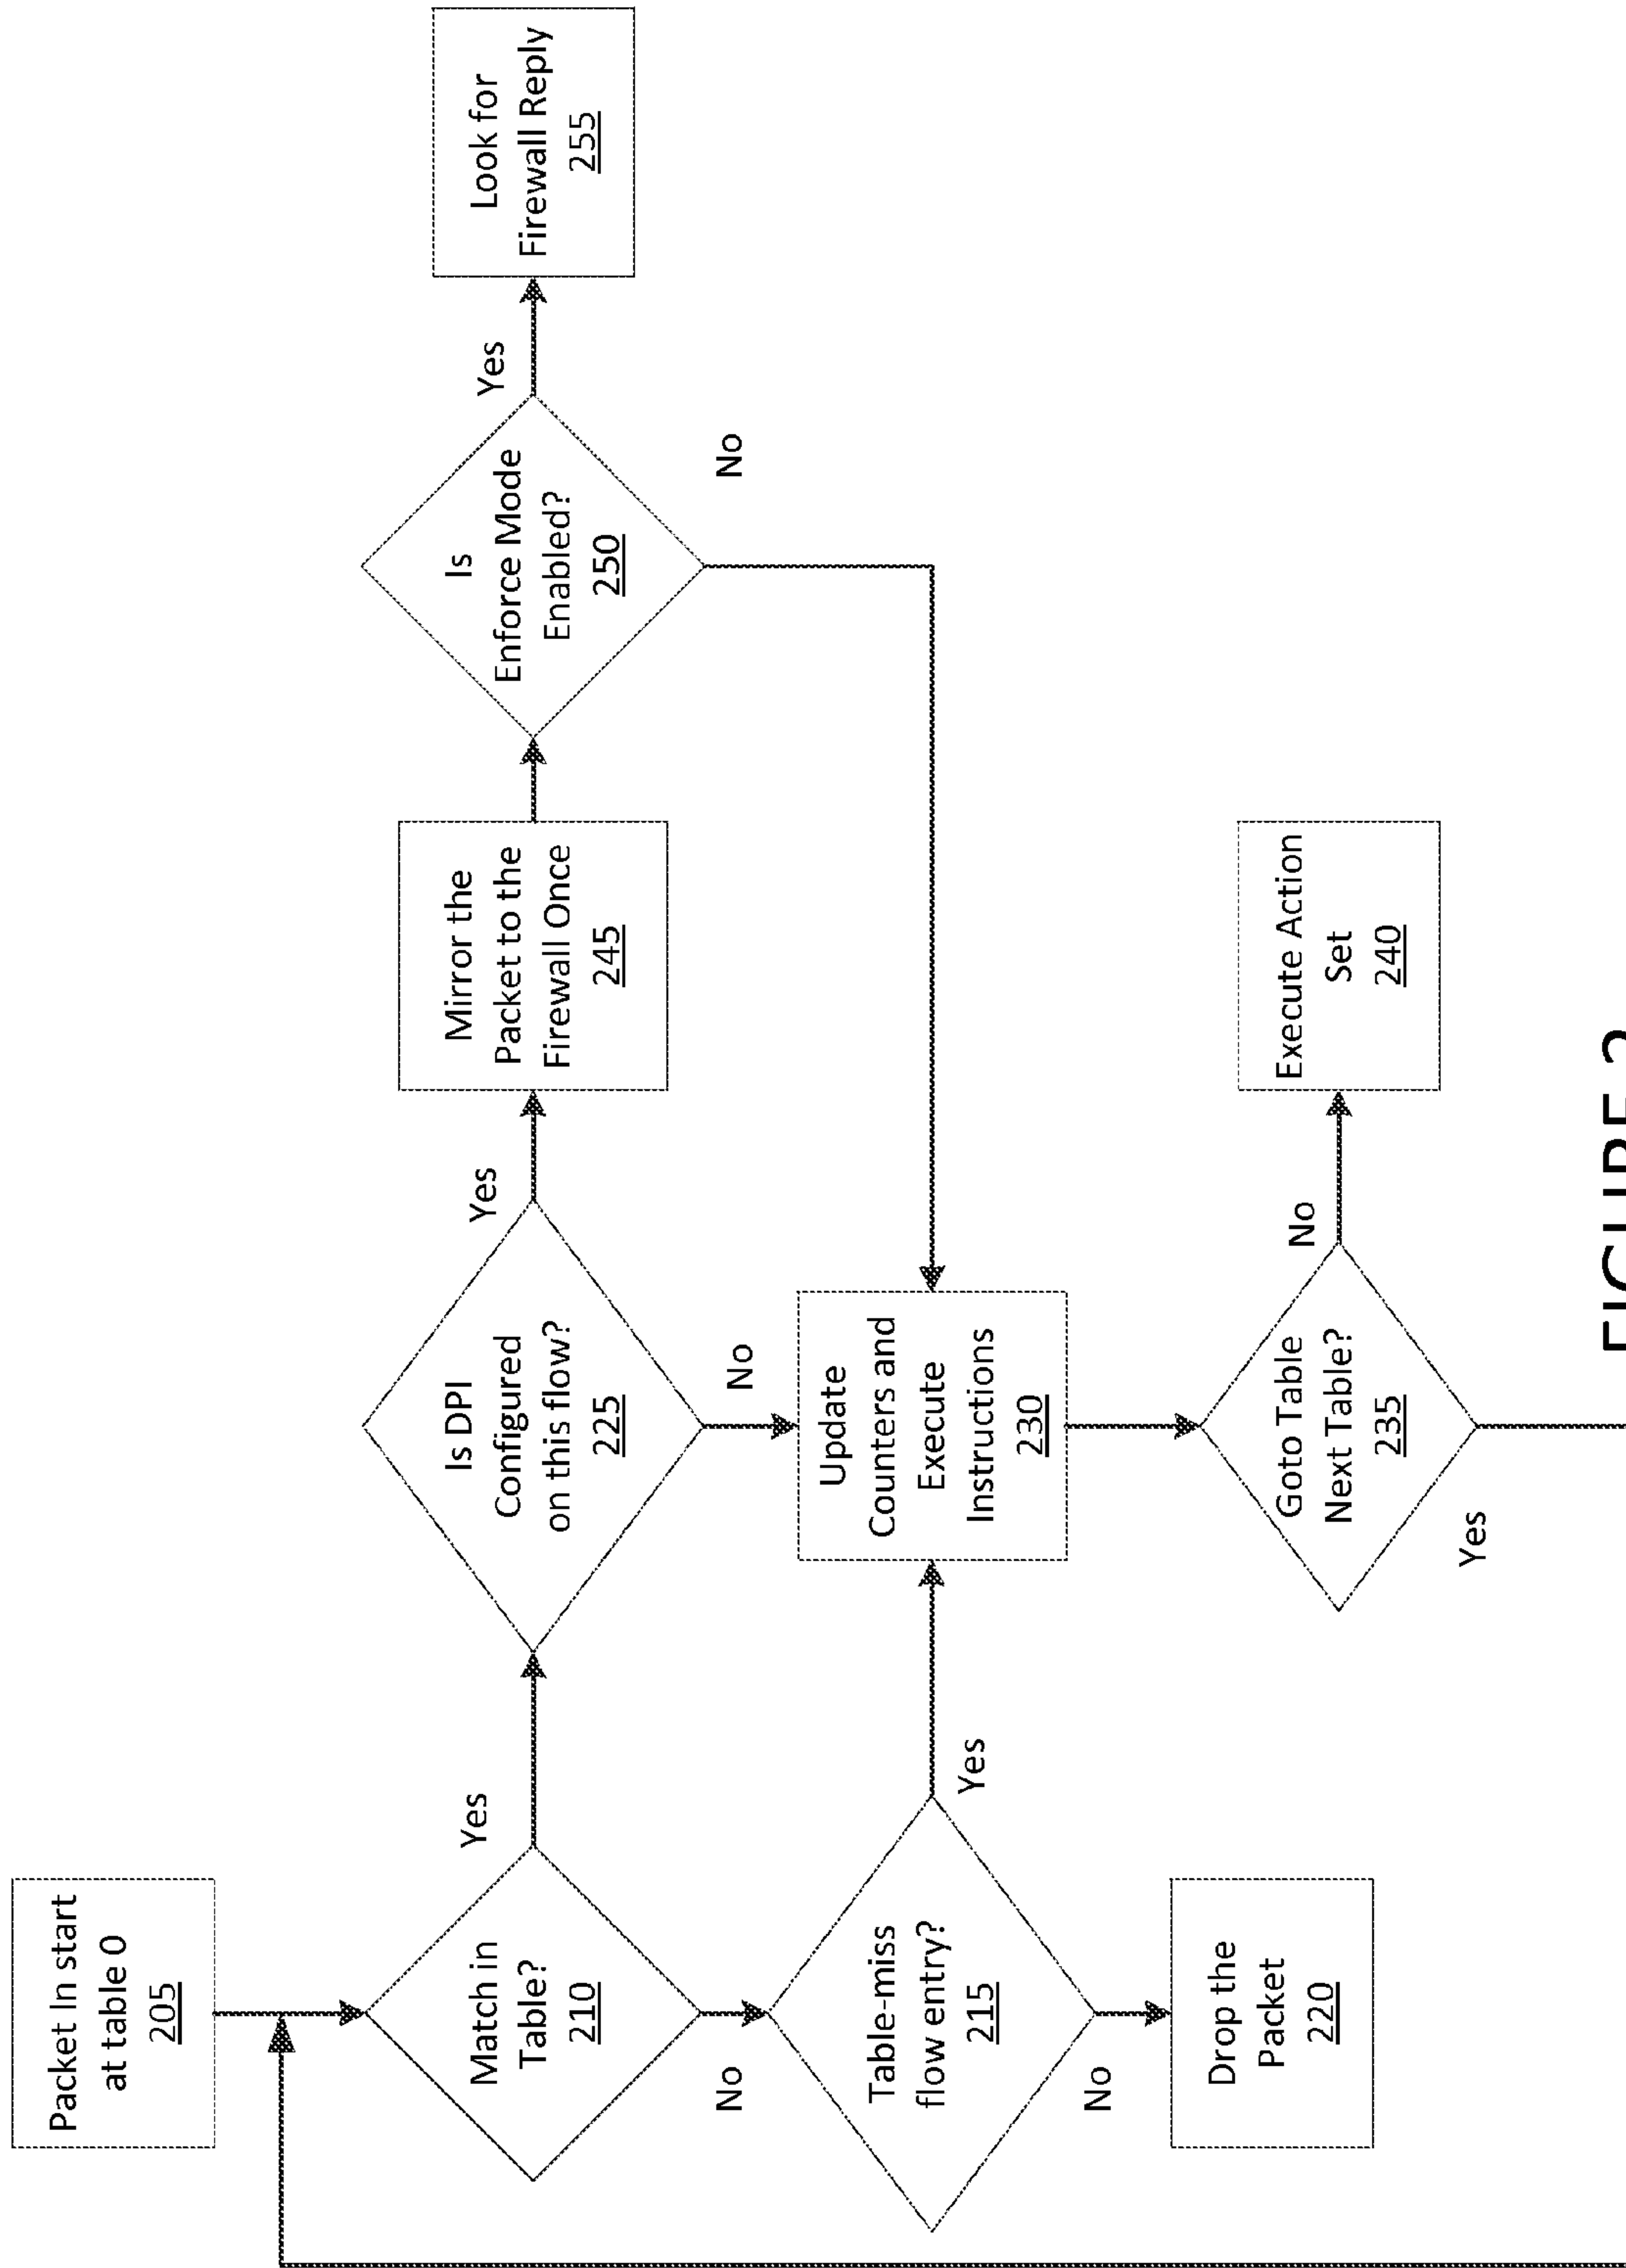 Packet In start
at table 0
205
Match in
Table?
210
Yes
No
Table-miss
flow entry?
215
Yes
No
Drop the
Packet
220
Is DPI
Configured
on this flow?
225
Yes
No
Update
Counters and
Execute
Instructions
230
Goto Table
Next Table?
235
Yes
No
Execute Action
Set
240
Mirror the
Packet to the
Firewall Once
245
Is
Enforce Mode
Enabled?
250
Yes
No
Look for
Firewall Reply
255
FIGURE 2